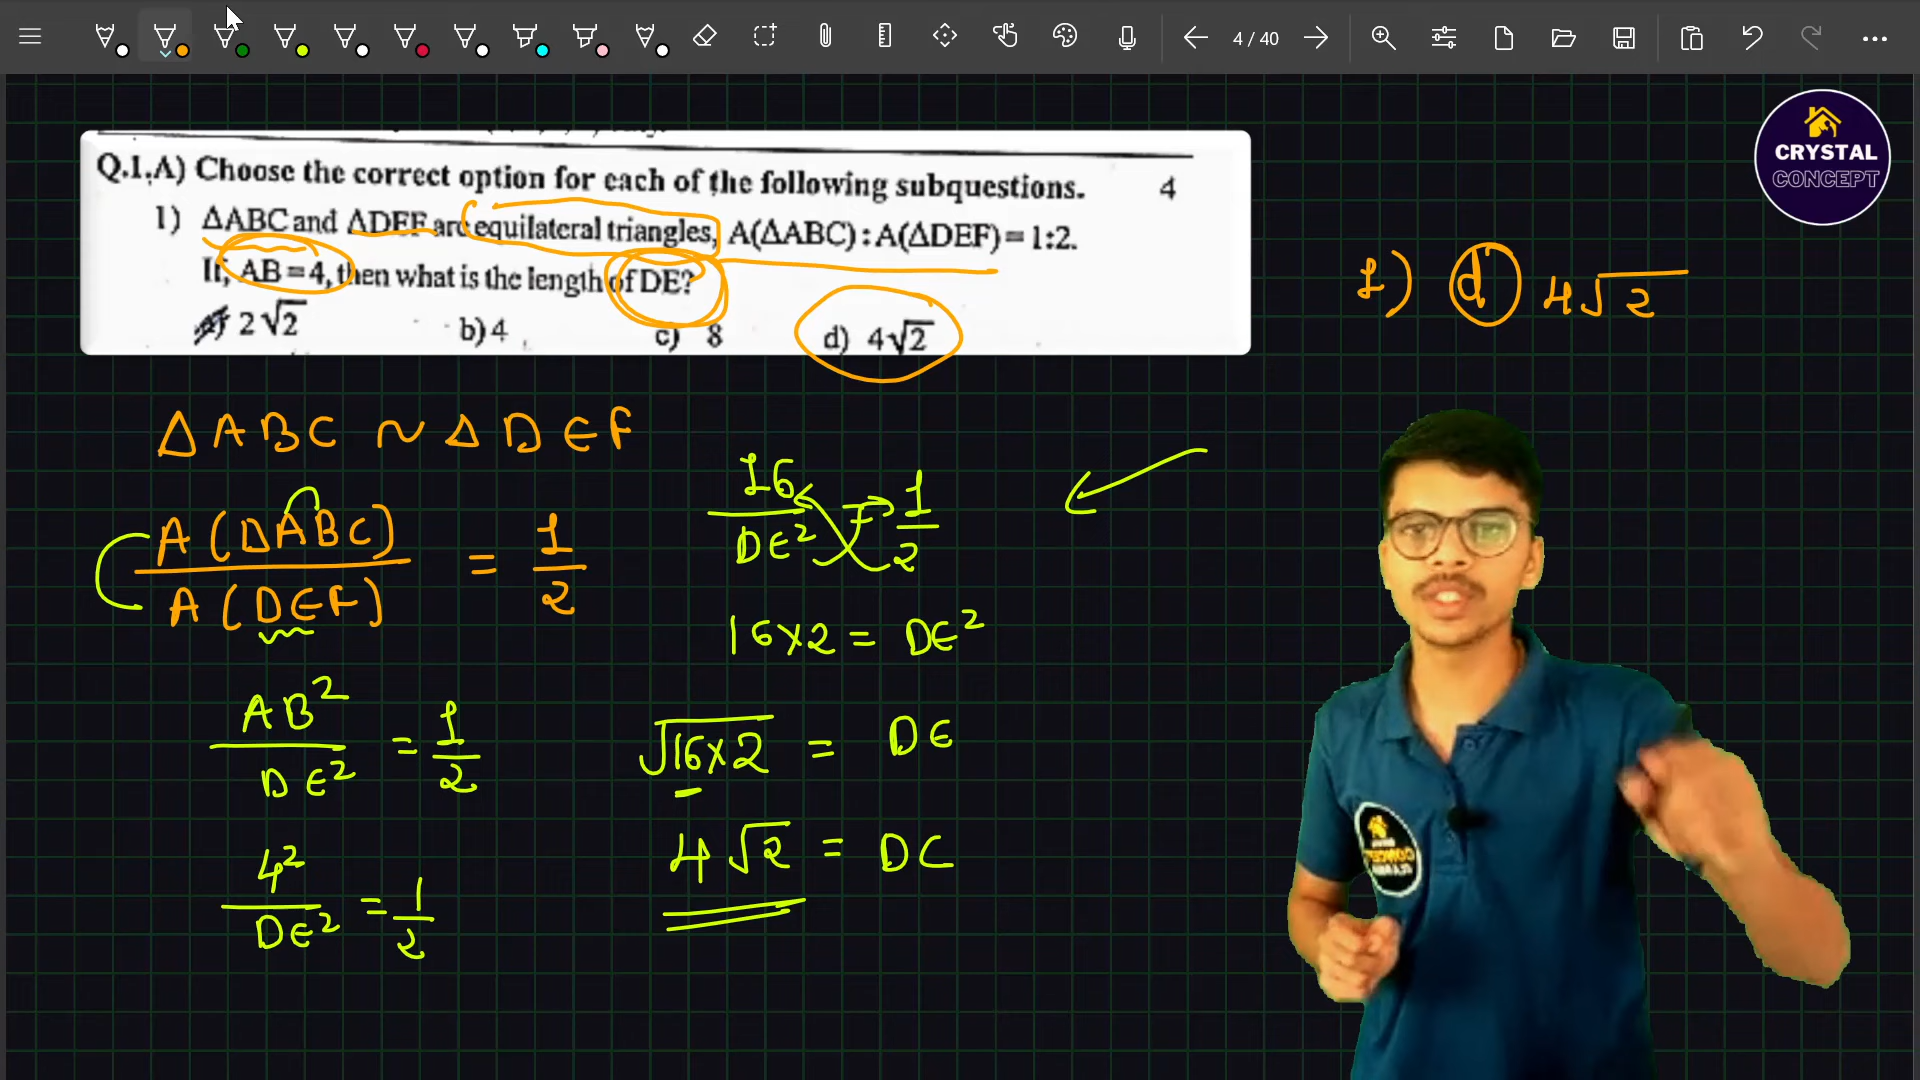 4 / 40
CRYSTAL
CONCEPT
Q.1.A) Choose the correct option for each of the following subquestions. 4
1) ΔABC and ΔDEF are equilateral triangles, A(ΔABC) : A(ΔDEF) = 1:2.
If, AB = 4, then what is the length of DE?
a) 2√2 b) 4 c) 8 d) 4√2
1) d 4√2
Δ ABC ~ Δ DEF
A (ΔABC) / A (DEF) = 1/2
AB² / DE² = 1/2
4² / DE² = 1/2
16 / DE² = 1/2
16×2 = DE²
√16×2 = DE
4√2 = DC